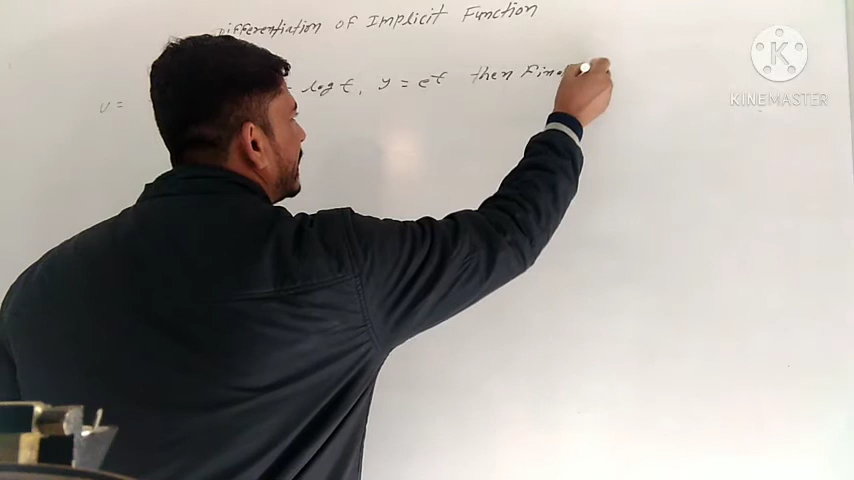 Differentiation of Implicit Function
u = log t, y = e^t then Find
K
KINEMASTER